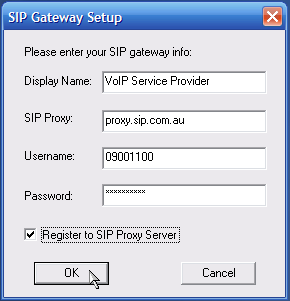 SIP Gateway Setup
Please enter your SIP gateway info:
Display Name: VoIP Service Provider
SIP Proxy: proxy.sip.com.au
Username: 09001100
Password: **********
Register to SIP Proxy Server
OK Cancel